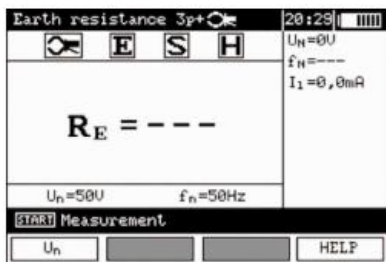 Earth resistance 3p+ 20:29
E S H
UN=0V
fN=---
I1=0,0mA
RE = ---
Un=50V fn=50Hz
START Measurement
Un HELP